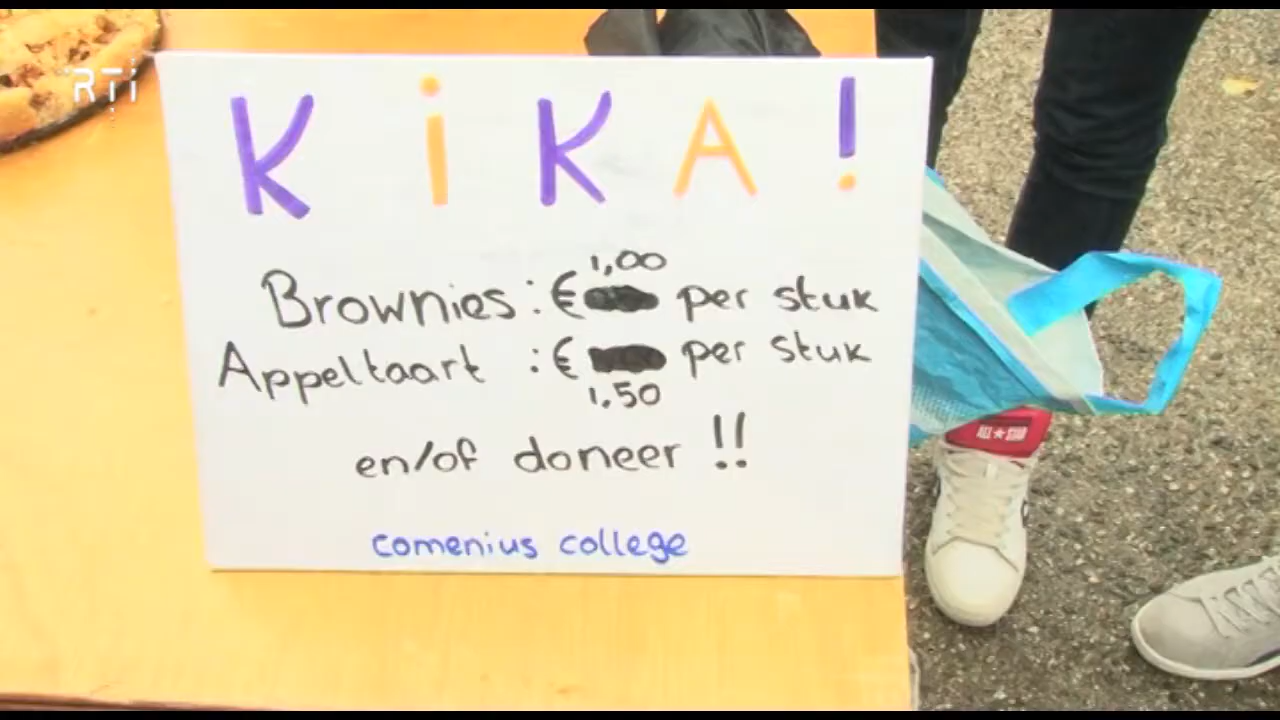 RTI
KiKA!
1,00
Brownies: € per stuk
Appeltaart : € per stuk
1.50
en/of doneer !!
comenius college
ALL★STAR